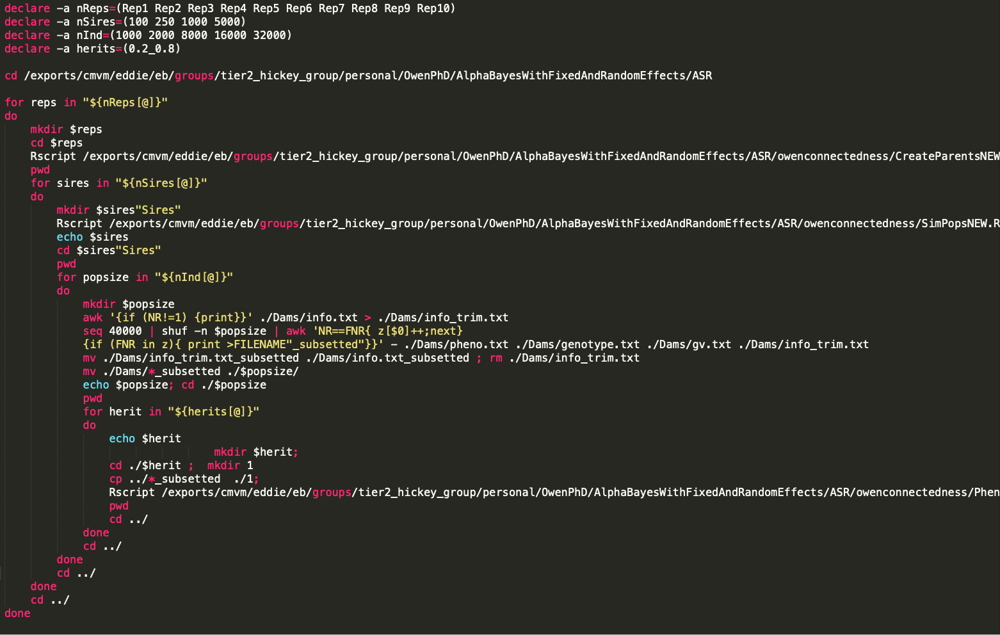 declare -a nReps=(Rep1 Rep2 Rep3 Rep4 Rep5 Rep6 Rep7 Rep8 Rep9 Rep10)
declare -a nSires=(100 250 1000 5000)
declare -a nInd=(1000 2000 8000 16000 32000)
declare -a herits=(0.2_0.8)
cd /exports/cmvm/eddie/eb/groups/tier2_hickey_group/personal/OwenPhD/AlphaBayesWithFixedAndRandomEffects/ASR
for reps in "${nReps[@]}"
do
mkdir $reps
cd $reps
Rscript /exports/cmvm/eddie/eb/groups/tier2_hickey_group/personal/OwenPhD/AlphaBayesWithFixedAndRandomEffects/ASR/owenconnectedness/CreateParentsNEW
pwd
for sires in "${nSires[@]}"
do
mkdir $sires"Sires"
Rscript /exports/cmvm/eddie/eb/groups/tier2_hickey_group/personal/OwenPhD/AlphaBayesWithFixedAndRandomEffects/ASR/owenconnectedness/SimPopsNEW.R
echo $sires
cd $sires"Sires"
pwd
for popsize in "${nInd[@]}"
do
mkdir $popsize
awk '{if (NR!=1) {print}}' ./Dams/info.txt > ./Dams/info_trim.txt
seq 40000 | shuf -n $popsize | awk 'NR==FNR{ z[$0]++;next}
{if (FNR in z){ print >FILENAME"_subsetted"}}' - ./Dams/pheno.txt ./Dams/genotype.txt ./Dams/gv.txt ./Dams/info_trim.txt
mv ./Dams/info_trim.txt_subsetted ./Dams/info.txt_subsetted ; rm ./Dams/info_trim.txt
mv ./Dams/*_subsetted ./$popsize/
echo $popsize; cd ./$popsize
pwd
for herit in "${herits[@]}"
do
echo $herit
mkdir $herit;
cd ./$herit ;  mkdir 1
cp ../*_subsetted  ./1;
Rscript /exports/cmvm/eddie/eb/groups/tier2_hickey_group/personal/OwenPhD/AlphaBayesWithFixedAndRandomEffects/ASR/owenconnectedness/Phen
pwd
cd ../
done
cd ../
done
cd ../
done
cd ../
done